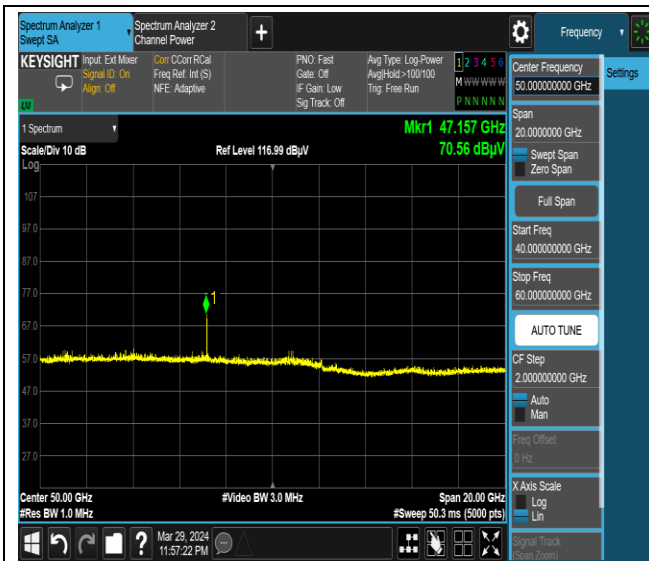 Spectrum Analyzer 1
Swept SA
Spectrum Analyzer 2
Channel Power
+
Frequency
KEYSIGHT
Input: Ext Mixer
Signal ID: On
Align: Off
Corr CCorr RCal
Freq Ref: Int (S)
NFE: Adaptive
PNO: Fast
Gate: Off
IF Gain: Low
Sig Track: Off
Avg Type: Log-Power
Avg|Hold:>100/100
Trig: Free Run
1 2 3 4 5 6
M W W W W W
P N N N N N
1 Spectrum
Scale/Div 10 dB
Log
Ref Level 116.99 dBµV
Mkr1 47.157 GHz
70.56 dBµV
107
97.0
87.0
77.0
67.0
57.0
47.0
37.0
27.0
1
Center 50.00 GHz
#Res BW 1.0 MHz
#Video BW 3.0 MHz
Span 20.00 GHz
#Sweep 50.3 ms (5000 pts)
Mar 29, 2024
11:57:22 PM
?
Center Frequency
50.000000000 GHz
Settings
Span
20.0000000 GHz
Swept Span
Zero Span
Full Span
Start Freq
40.000000000 GHz
Stop Freq
60.000000000 GHz
AUTO TUNE
CF Step
2.000000000 GHz
Auto
Man
Freq Offset
0 Hz
X Axis Scale
Log
Lin
Signal Track
(Span Zoom)